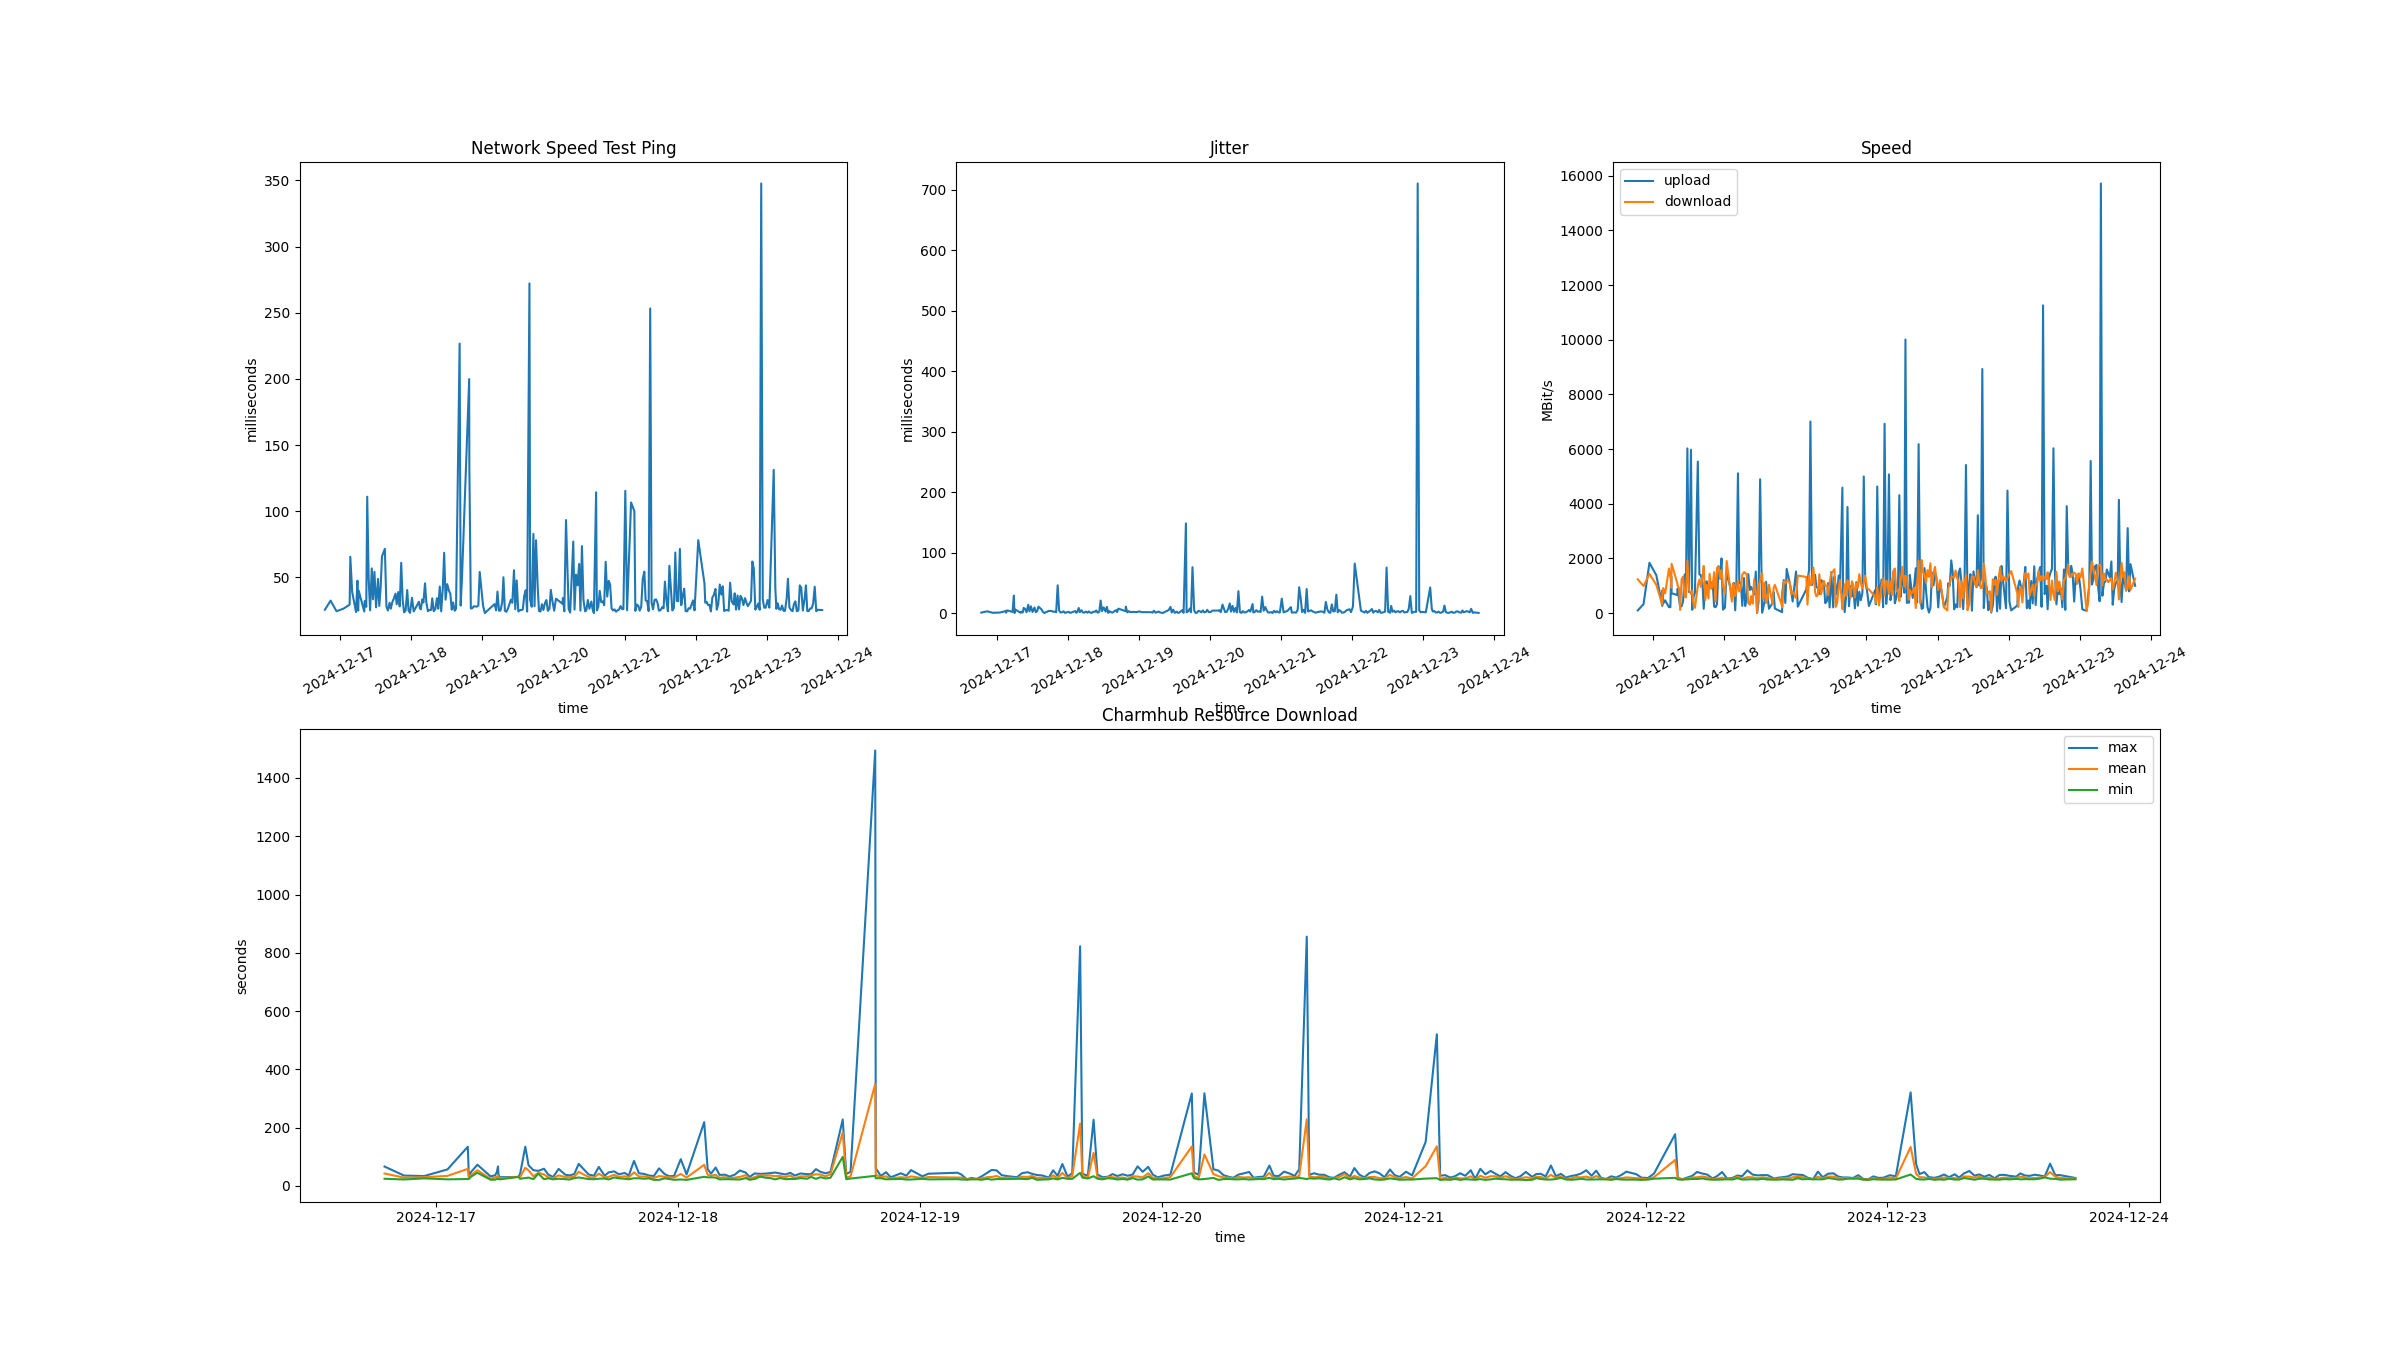 Network Speed Test Ping
350
300
250
200
150
100
50
milliseconds
2024-12-17 2024-12-18 2024-12-19 2024-12-20 2024-12-21 2024-12-22 2024-12-23 2024-12-24
time
Jitter
700
600
500
400
300
200
100
0
milliseconds
2024-12-17 2024-12-18 2024-12-19 2024-12-20 2024-12-21 2024-12-22 2024-12-23 2024-12-24
time
Speed
upload
download
16000
14000
12000
10000
8000
6000
4000
2000
0
MBit/s
2024-12-17 2024-12-18 2024-12-19 2024-12-20 2024-12-21 2024-12-22 2024-12-23 2024-12-24
time
Charmhub Resource Download
max
mean
min
1400
1200
1000
800
600
400
200
0
seconds
2024-12-17 2024-12-18 2024-12-19 2024-12-20 2024-12-21 2024-12-22 2024-12-23 2024-12-24
time